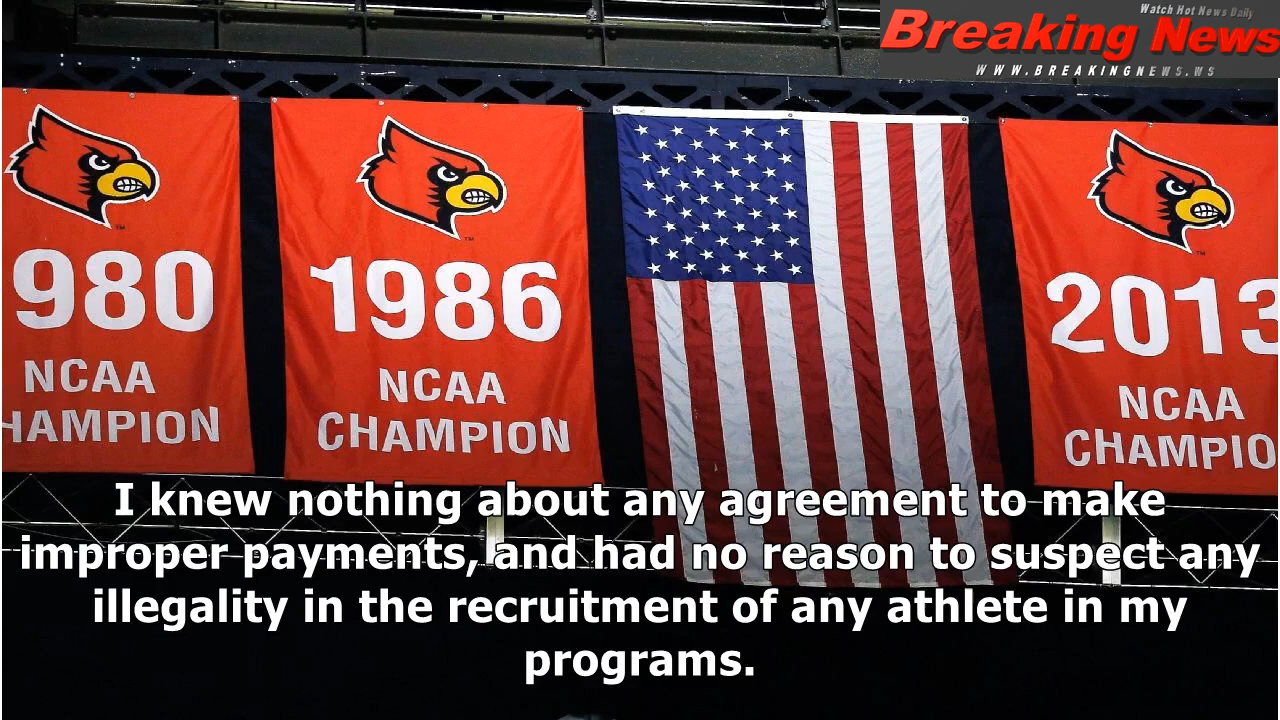 Watch Hot News Daily
Breaking News
WWW.BREAKINGNEWS.WS
980
NCAA
HAMPION
1986
NCAA
CHAMPION
2013
NCAA
CHAMPIO
I knew nothing about any agreement to make
improper payments, and had no reason to suspect any
illegality in the recruitment of any athlete in my
programs.